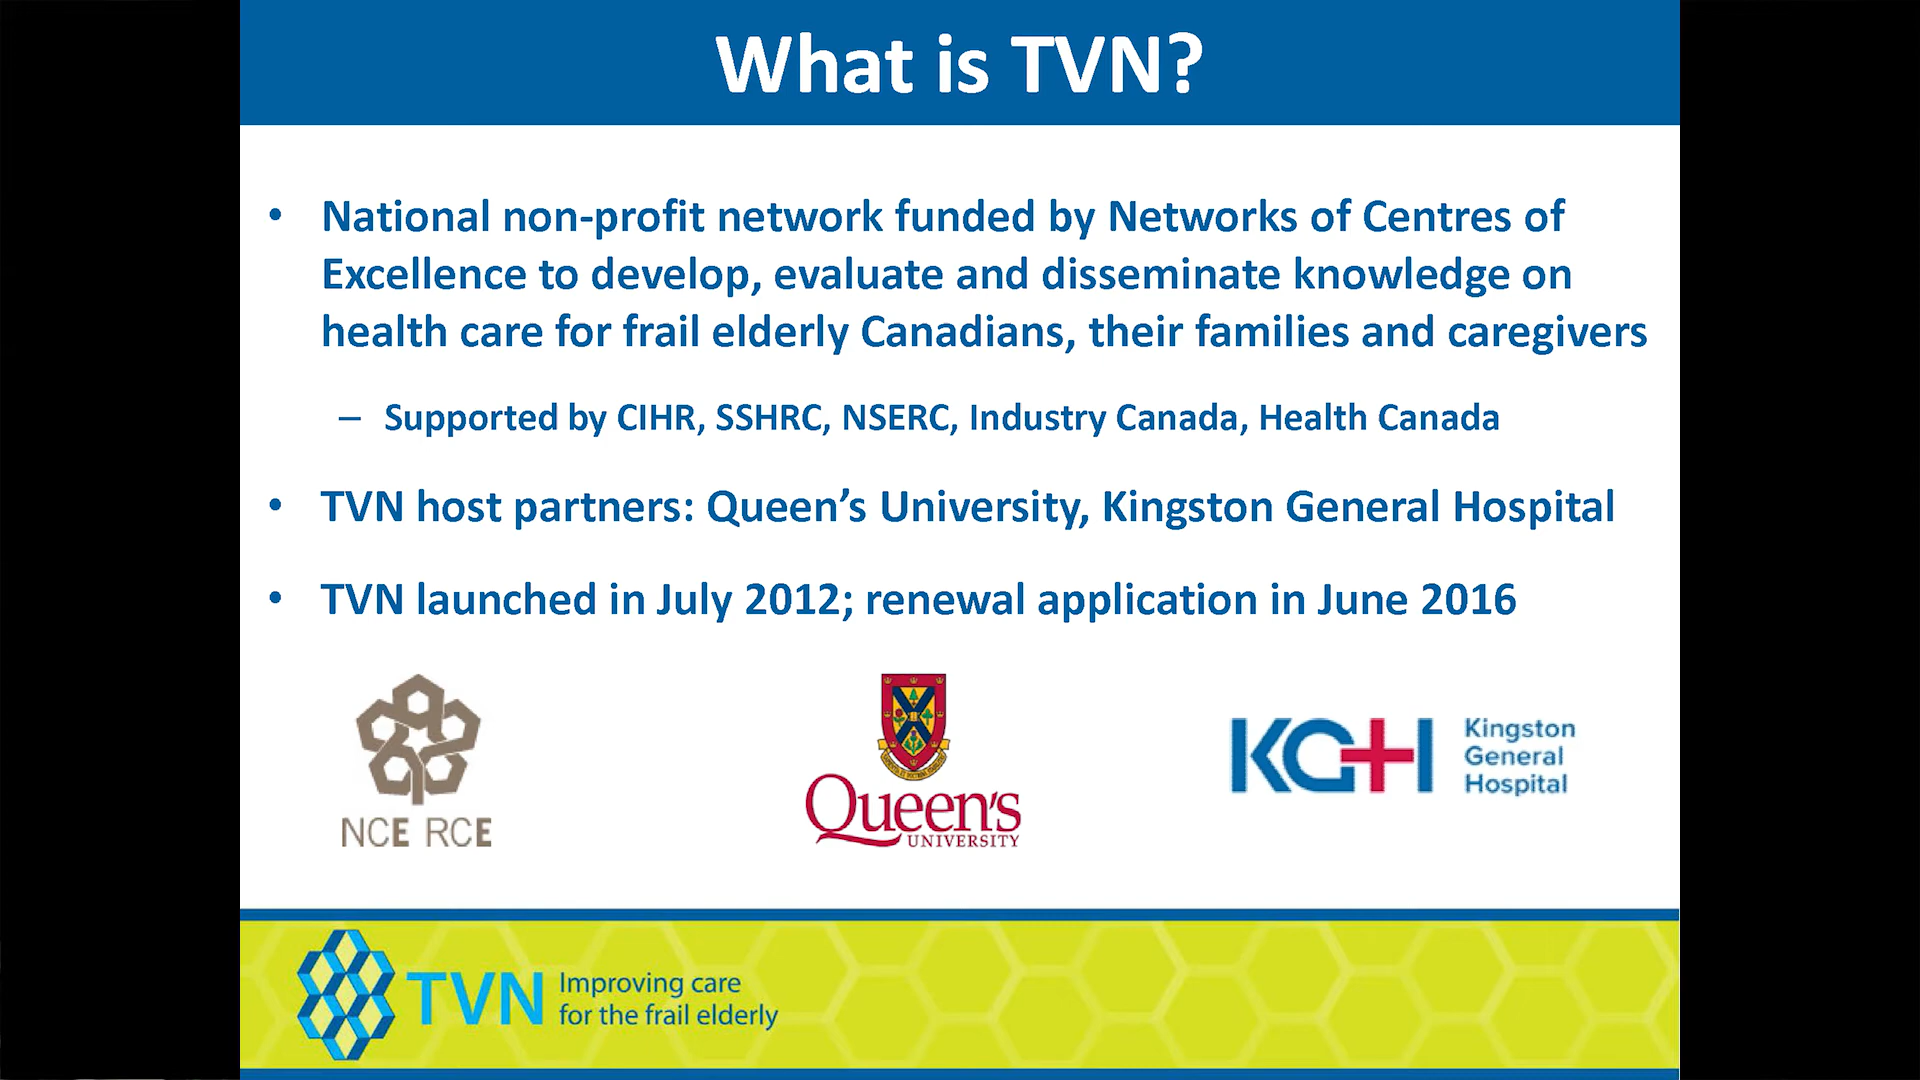 What is TVN?
• National non-profit network funded by Networks of Centres of
Excellence to develop, evaluate and disseminate knowledge on
health care for frail elderly Canadians, their families and caregivers
– Supported by CIHR, SSHRC, NSERC, Industry Canada, Health Canada
• TVN host partners: Queen’s University, Kingston General Hospital
• TVN launched in July 2012; renewal application in June 2016
NCE RCE
Queen's
UNIVERSITY
KGH
Kingston
General
Hospital
TVN
Improving care
for the frail elderly